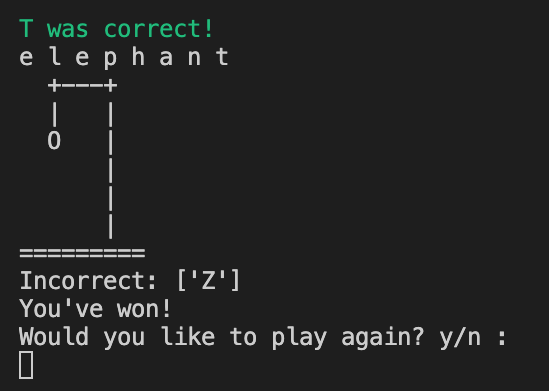 T was correct!
e l e p h a n t
  +---+
  |   |
  O   |
      |
      |
      |
=========
Incorrect: ['Z']
You've won!
Would you like to play again? y/n :